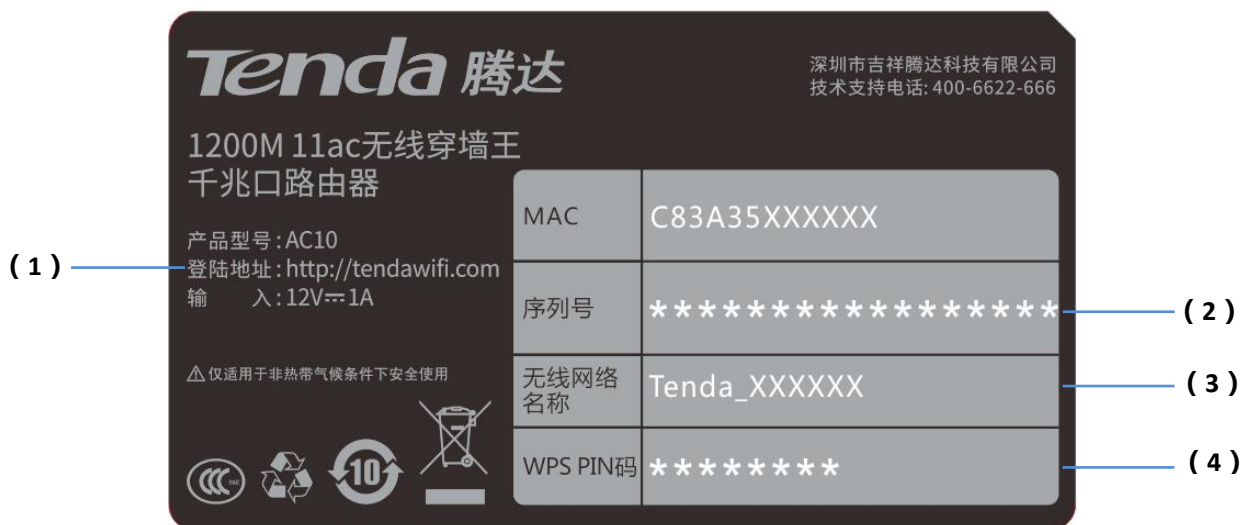 Tenda 腾达
深圳市吉祥腾达科技有限公司
技术支持电话: 400-6622-666
1200M 11ac无线穿墙王
千兆口路由器
产品型号: AC10
登陆地址: http://tendawifi.com
输 入: 12V⎓1A
仅适用于非热带气候条件下安全使用
CCC
10
MAC C83A35XXXXXX
序列号 *****************
无线网络
名称 Tenda_XXXXXX
WPS PIN码 ********
(1)
(2)
(3)
(4)